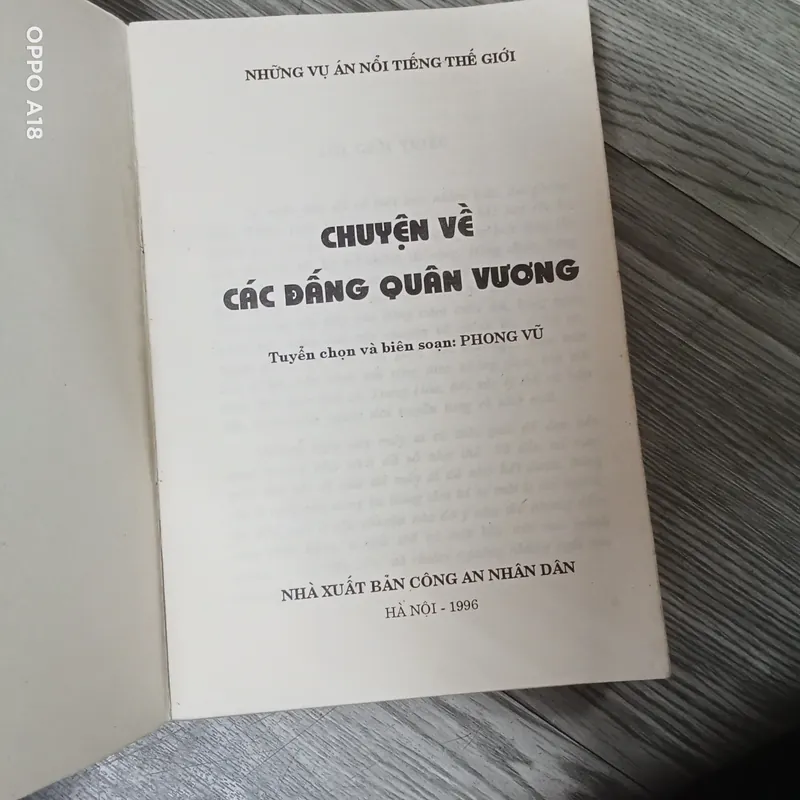 OPPO A18
NHỮNG VỤ ÁN NỔI TIẾNG THẾ GIỚI
CHUYỆN VỀ
CÁC ĐẤNG QUÂN VƯƠNG
Tuyển chọn và biên soạn: PHONG VŨ
NHÀ XUẤT BẢN CÔNG AN NHÂN DÂN
HÀ NỘI - 1996